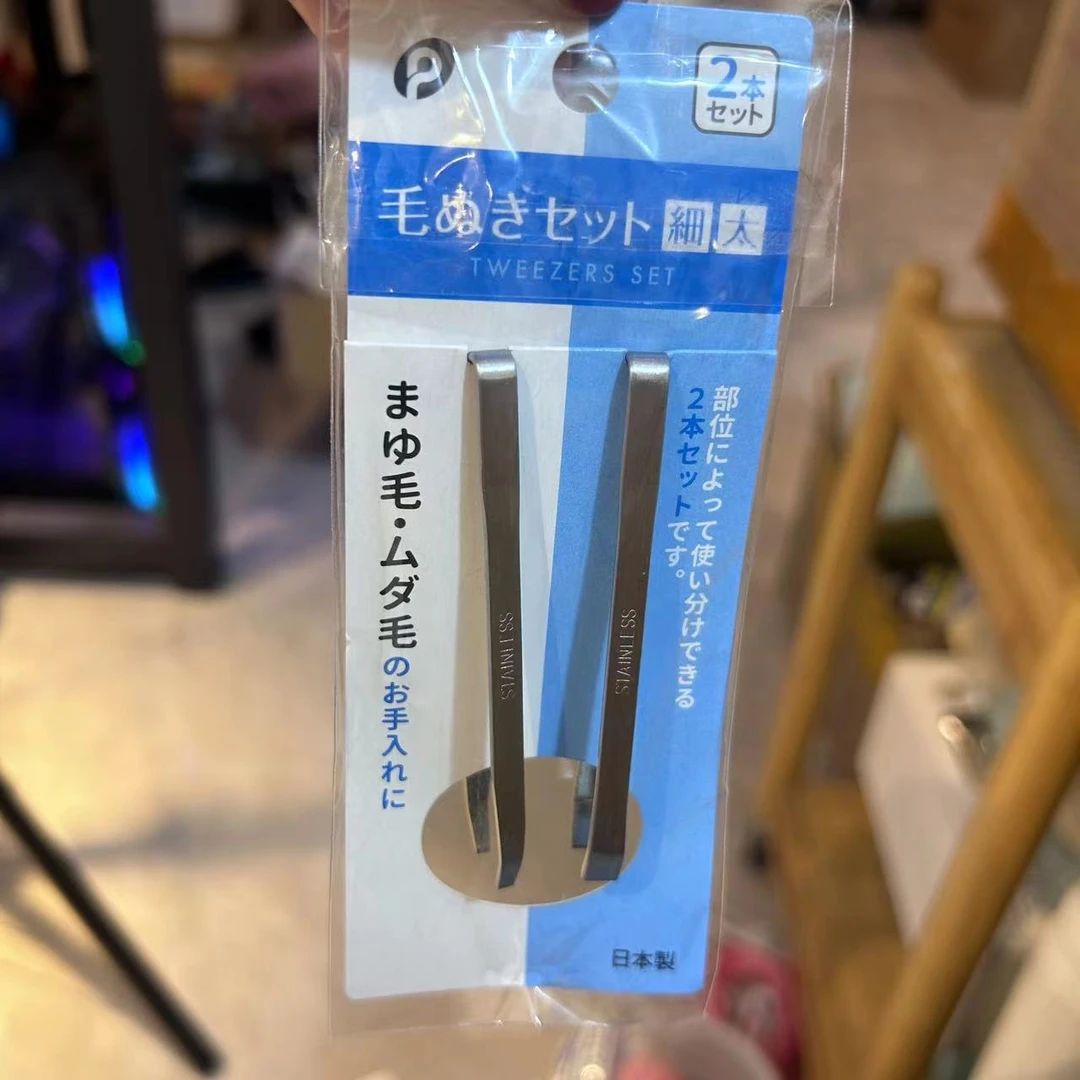 2本
セット
毛ぬきセット 細 太
TWEEZERS SET
まゆ毛・ムダ毛のお手入れに
部位によって使い分けできる
2本セットです。
STAINLESS
STAINLESS
日本製